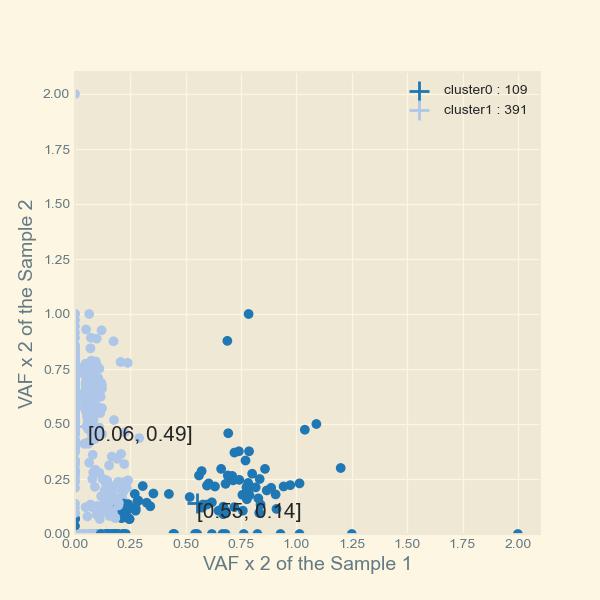 cluster0 : 109
cluster1 : 391
2.00
1.75
1.50
1.25
1.00
0.75
0.50
0.25
0.00
VAF x 2 of the Sample 2
[0.06, 0.49]
[0.55, 0.14]
0.00 0.25 0.50 0.75 1.00 1.25 1.50 1.75 2.00
VAF x 2 of the Sample 1